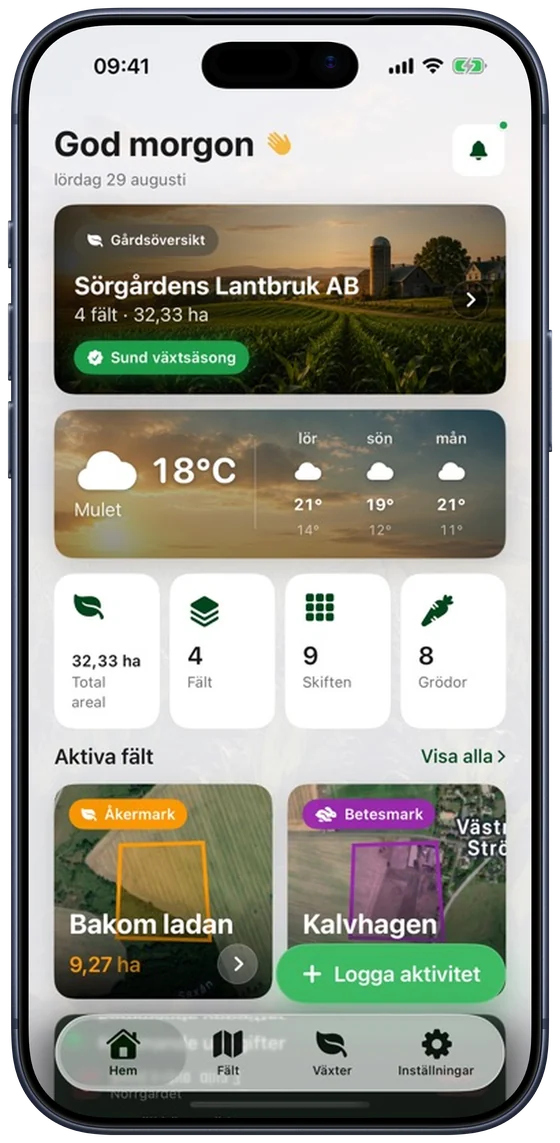 09:41
God morgon 👋
lördag 29 augusti
Gårdsöversikt
Sörgårdens Lantbruk AB
4 fält · 32,33 ha
Sund växtsäsong
18°C
Mulet
lör sön mån
21° 19° 21°
14° 12° 11°
32,33 ha
Total
areal
4
Fält
9
Skiften
8
Grödor
Aktiva fält
Visa alla >
Åkermark
Bakom ladan
9,27 ha
Betesmark
Kalvhagen
+ Logga aktivitet
Hem
Fält
Växter
Inställningar
Norrgärdet